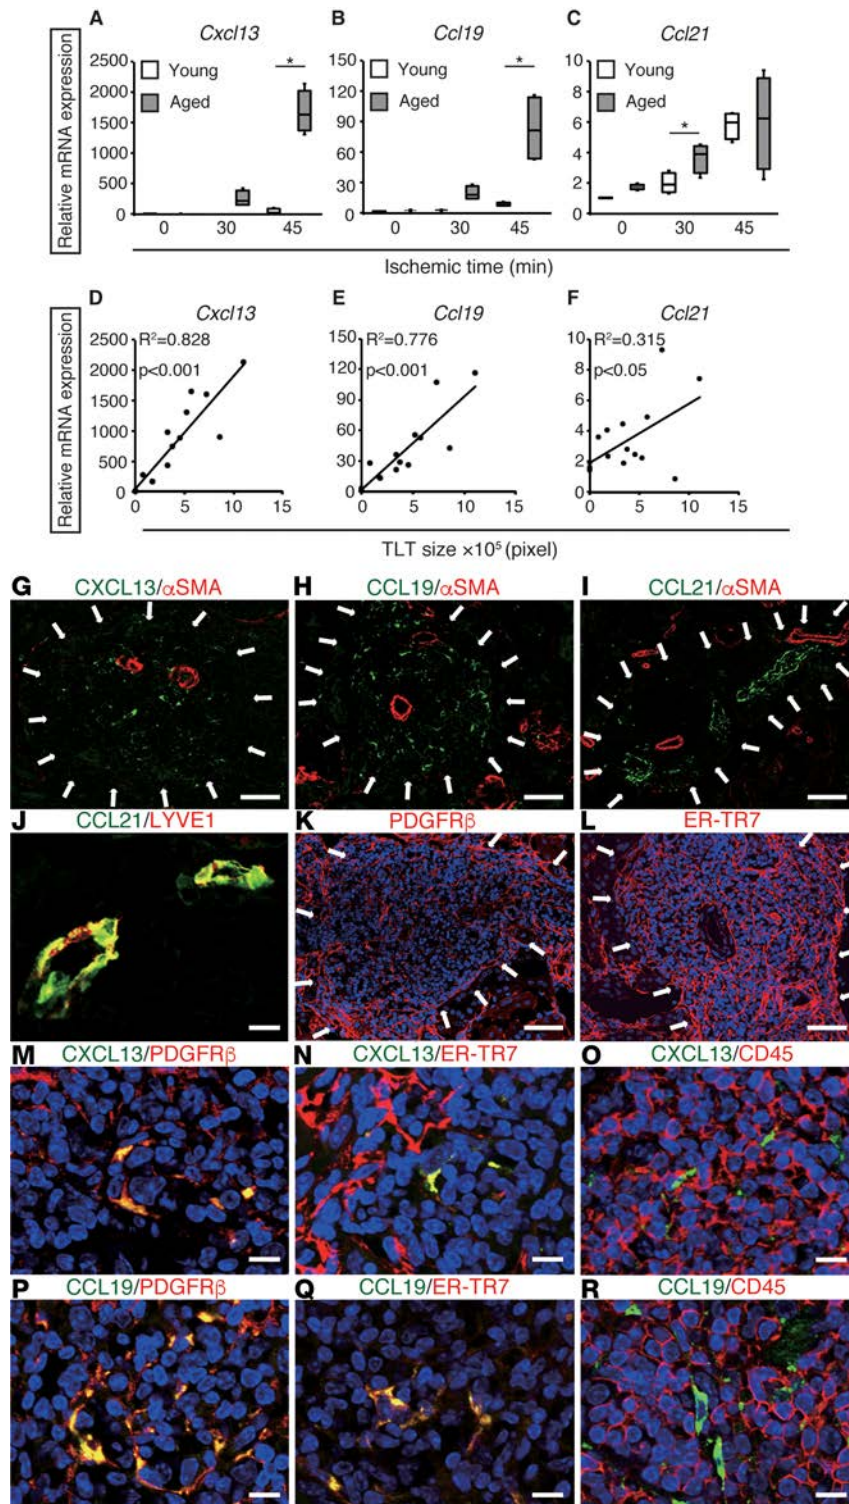 A Cxcl13 B Ccl19 C Ccl21
Relative mRNA expression
2500 Young Aged *
2000
1500
1000
500
0
0 30 45
150 Young Aged *
120
90
60
30
0
0 30 45
10 Young Aged *
8
6
4
2
0
0 30 45
Ischemic time (min)
D Cxcl13 E Ccl19 F Ccl21
Relative mRNA expression
2500 R²=0.828
2000 p<0.001
1500
1000
500
0
0 5 10 15
150 R²=0.776
120 p<0.001
90
60
30
0
0 5 10 15
10 R²=0.315
8 p<0.05
6
4
2
0
0 5 10 15
TLT size ×10⁵ (pixel)
G CXCL13/αSMA H CCL19/αSMA I CCL21/αSMA
J CCL21/LYVE1 K PDGFRβ L ER-TR7
M CXCL13/PDGFRβ N CXCL13/ER-TR7 O CXCL13/CD45
P CCL19/PDGFRβ Q CCL19/ER-TR7 R CCL19/CD45